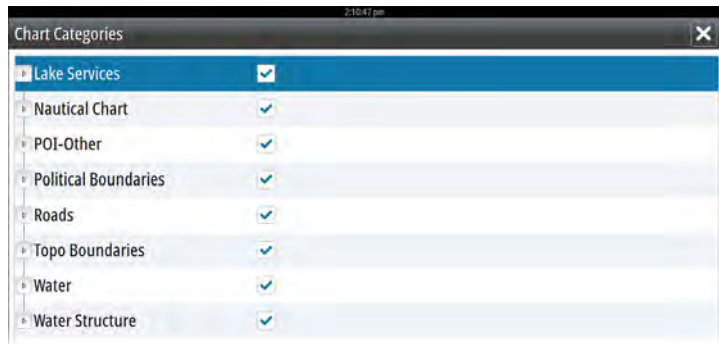 2:10:47 pm
Chart Categories
Lake Services
Nautical Chart
POI-Other
Political Boundaries
Roads
Topo Boundaries
Water
Water Structure